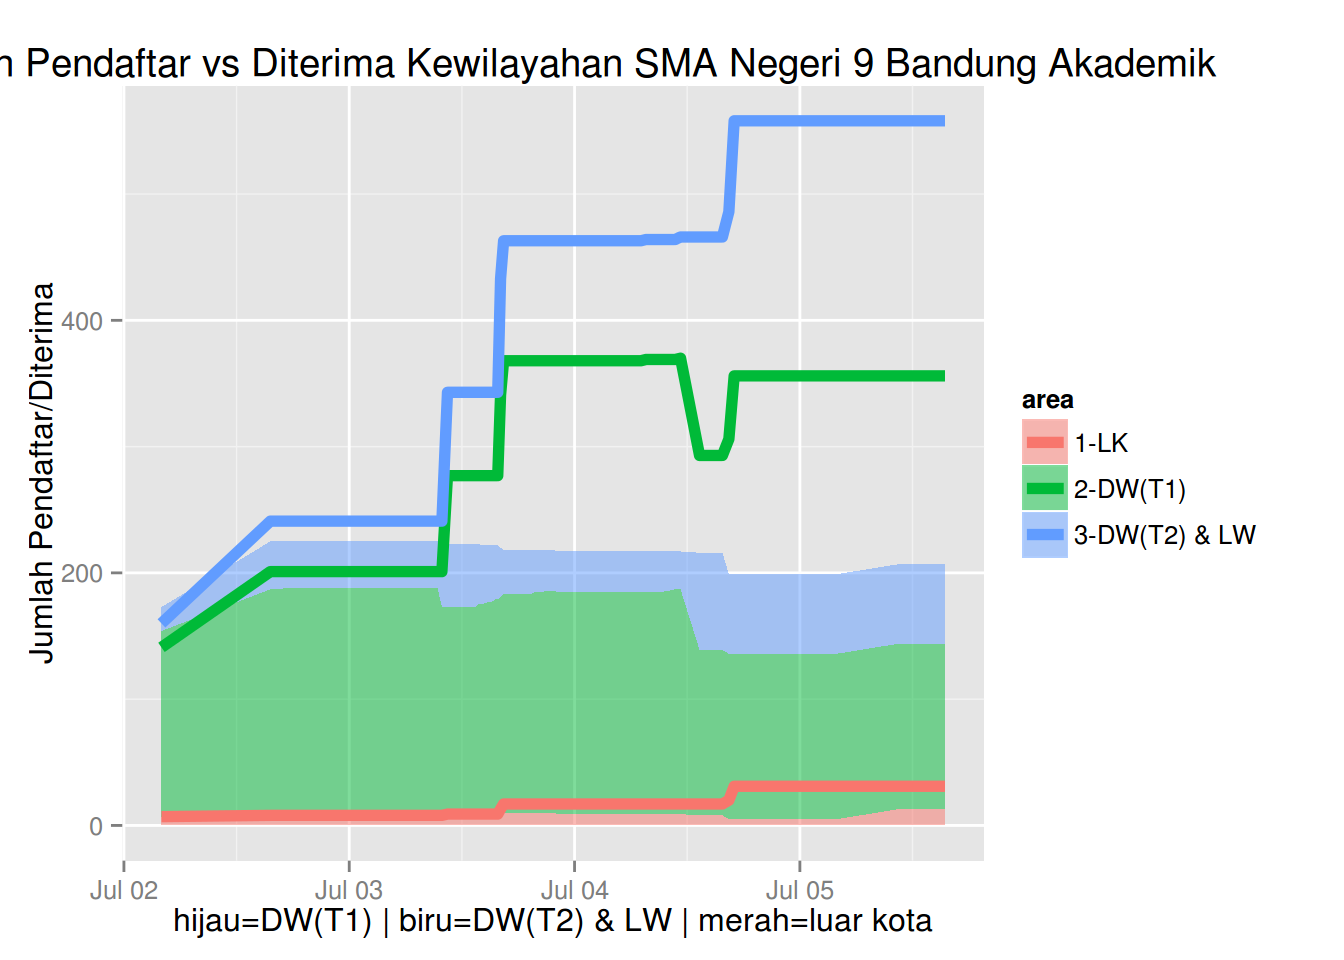 Pendaftar vs Diterima Kewilayahan SMA Negeri 9 Bandung Akademik
Jumlah Pendaftar/Diterima
400
200
0
Jul 02
Jul 03
Jul 04
Jul 05
hijau=DW(T1) | biru=DW(T2) & LW | merah=luar kota
area
1-LK
2-DW(T1)
3-DW(T2) & LW